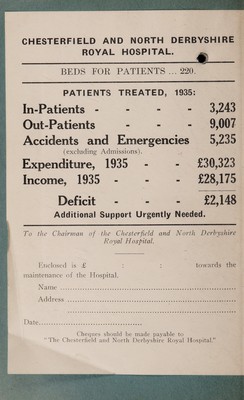 CHESTERFIELD AND NORTH DERBYSHIRE
ROYAL HOSPITAL.
BEDS FOR PATIENTS ... 220.
PATIENTS TREATED, 1935:
In-Patients - - - - 3,243
Out-Patients - - - 9,007
Accidents and Emergencies 5,235
(excluding Admissions).
Expenditure, 1935 - - £30,323
Income, 1935 - - - £28,175
Deficit - - - £2,148
Additional Support Urgently Needed.
To the Chairman of the Chesterfield and North Derbyshire
Royal Hospital.
Enclosed is £ : : towards the
maintenance of the Hospital.
Name
Address
Date
Cheques should be made payable to
"The Chesterfield and North Derbyshire Royal Hospital."